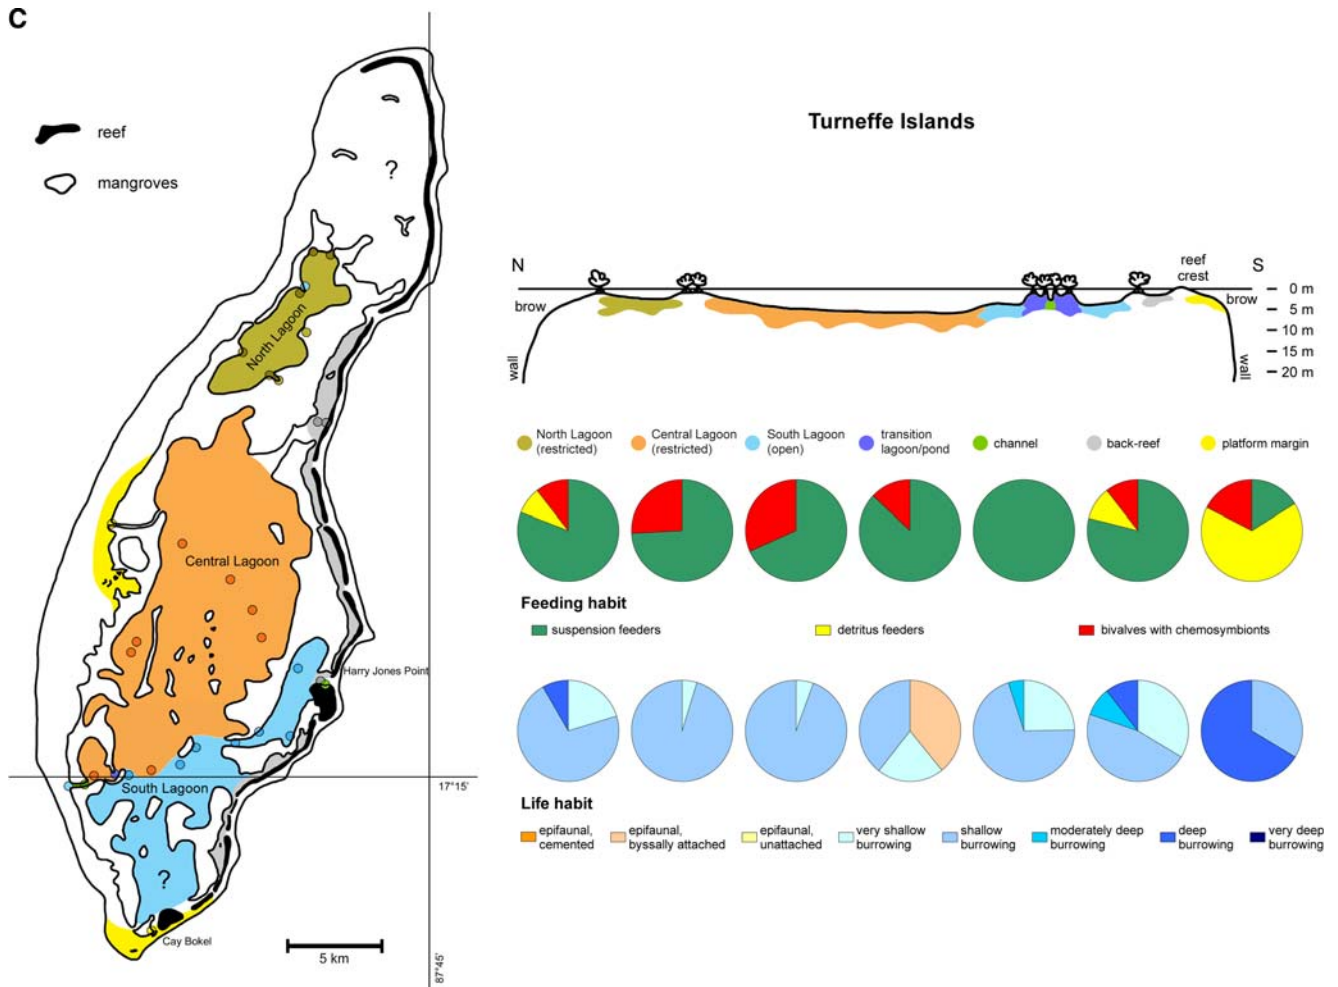 C
reef
mangroves
?
North Lagoon
Central Lagoon
Harry Jones Point
South Lagoon
17°15'
?
Cay Bokel
5 km
87°45'
Turneffe Islands
N
reef
crest
S
brow
brow
wall
wall
0 m
5 m
10 m
15 m
20 m
North Lagoon
(restricted)
Central Lagoon
(restricted)
South Lagoon
(open)
transition
lagoon/pond
channel
back-reef
platform margin
Feeding habit
suspension feeders
detritus feeders
bivalves with chemosymbionts
Life habit
epifaunal,
cemented
epifaunal,
byssally attached
epifaunal,
unattached
very shallow
burrowing
shallow
burrowing
moderately deep
burrowing
deep
burrowing
very deep
burrowing